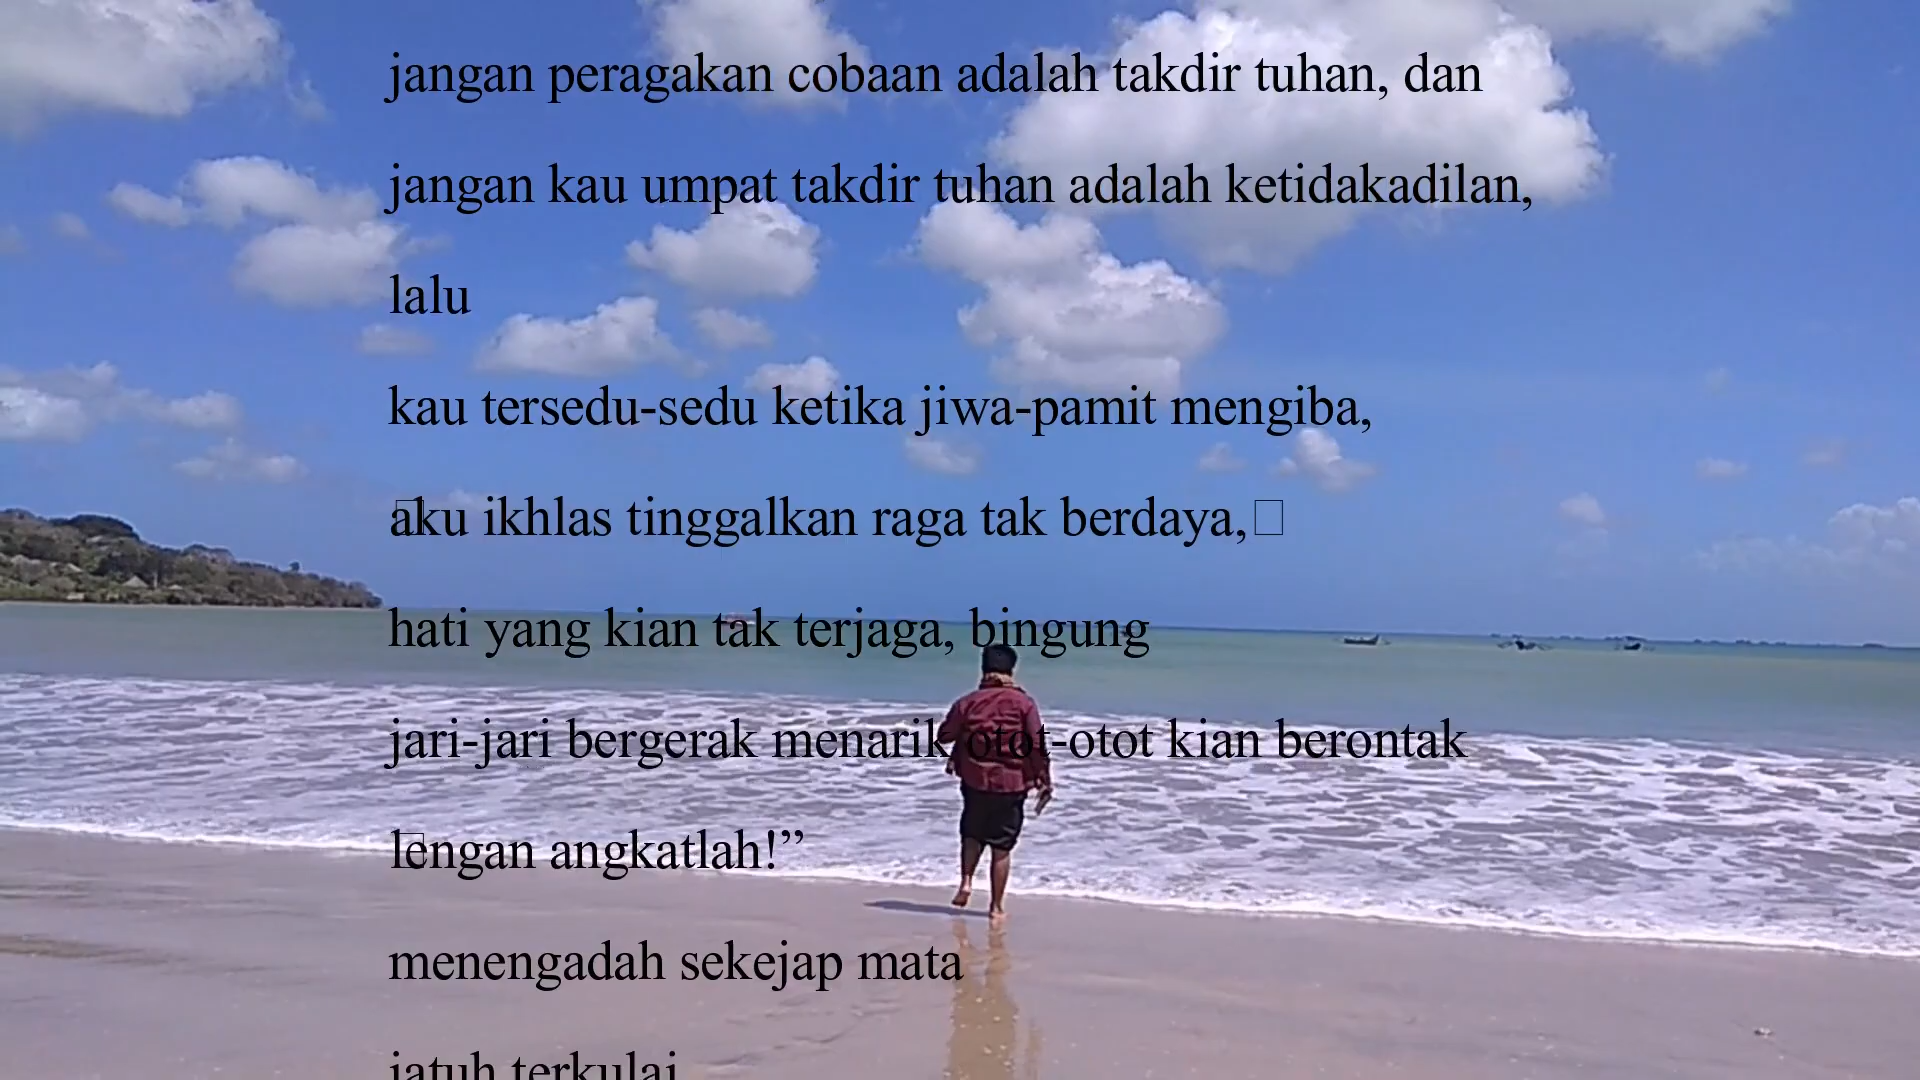 jangan peragakan cobaan adalah takdir tuhan, dan
jangan kau umpat takdir tuhan adalah ketidakadilan,
lalu
kau tersedu-sedu ketika jiwa-pamit mengiba,
aku ikhlas tinggalkan raga tak berdaya,
hati yang kian tak terjaga, bingung
jari-jari bergerak menarik otot-otot kian berontak
lengan angkatlah!”
menengadah sekejap mata
jatuh terkulai